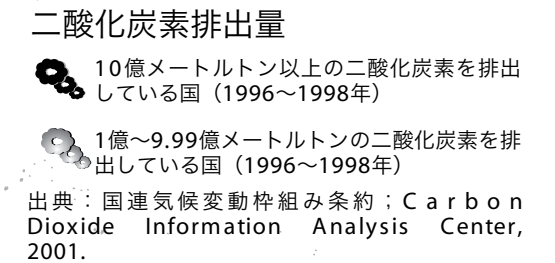 二酸化炭素排出量
10億メートルトン以上の二酸化炭素を排出
している国（1996〜1998年）
1億〜9.99億メートルトンの二酸化炭素を排
出している国（1996〜1998年）
出典：国連気候変動枠組み条約；Carbon
Dioxide Information Analysis Center,
2001.